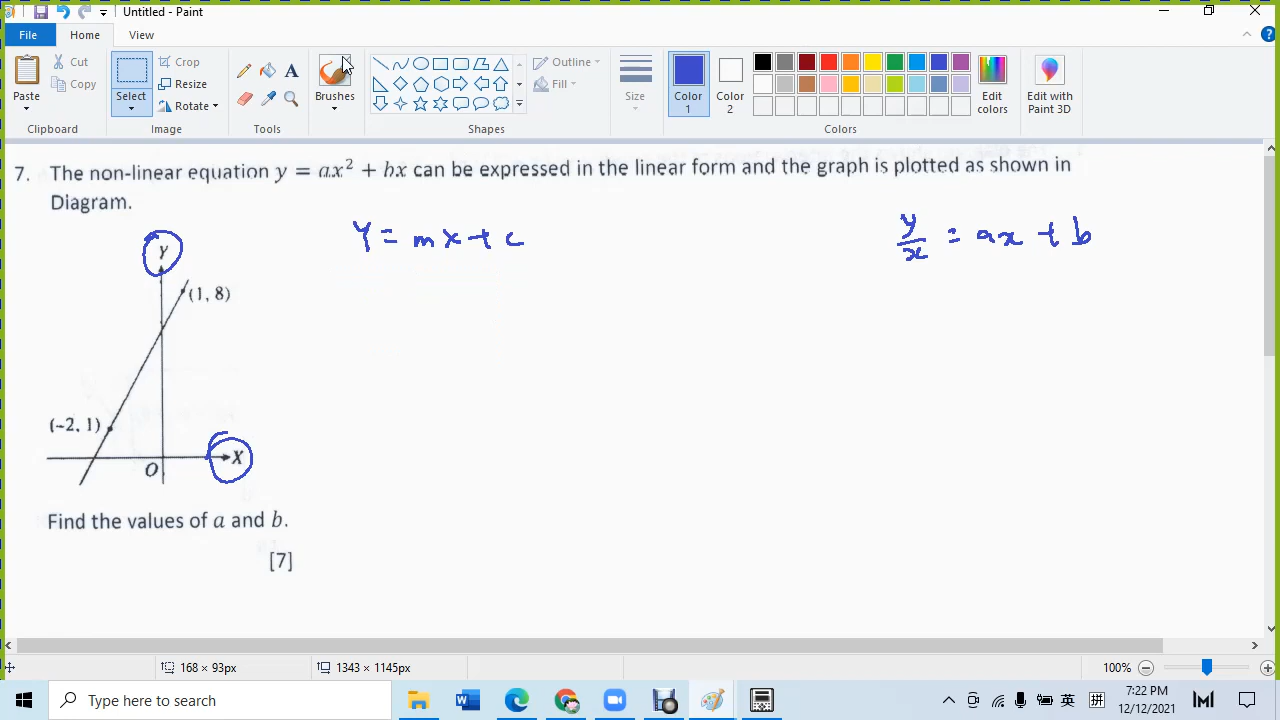 Untitled - Paint
File
Home
View
Paste
Cut
Copy
Clipboard
Select
Crop
Resize
Rotate
Image
Tools
Brushes
Shapes
Outline
Fill
Size
Color 1
Color 2
Colors
Edit colors
Edit with Paint 3D
7. The non-linear equation y = ax² + bx can be expressed in the linear form and the graph is plotted as shown in
Diagram.
Y = mX + c
y/x = ax + b
Y
(1, 8)
(-2, 1)
O
X
Find the values of a and b.
[7]
168 × 93px
1343 × 1145px
100%
Type here to search
英
拼
7:22 PM
12/12/2021